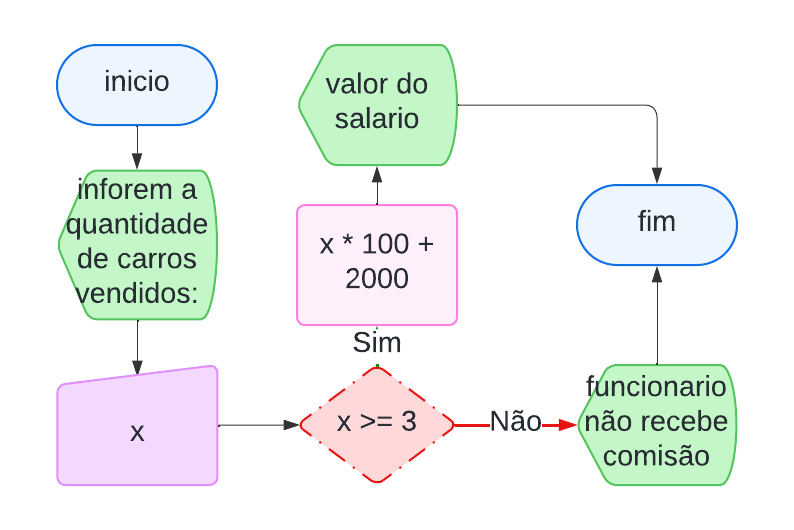 inicio
inforem a
quantidade
de carros
vendidos:
x
x >= 3
Sim
x * 100 +
2000
valor do
salario
Não
funcionario
não recebe
comisão
fim